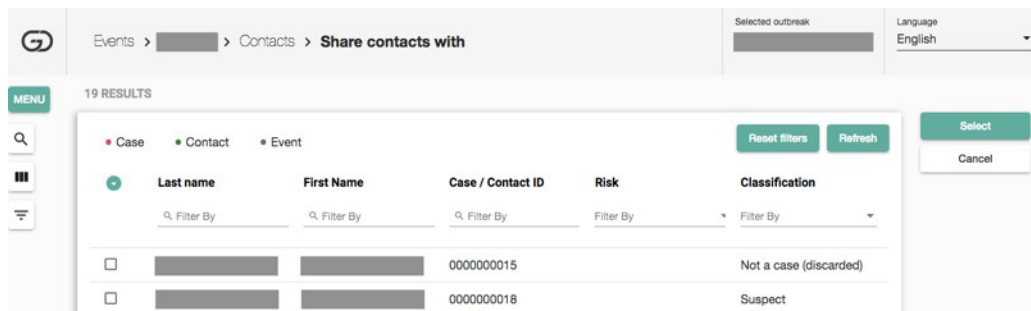 Selected outbreak
Language
Events > > Contacts > Share contacts with
English
MENU
19 RESULTS
Case Contact Event
Reset filters Refresh
Select
Cancel
Last name First Name Case / Contact ID Risk Classification
Filter By Filter By Filter By Filter By Filter By
0000000015 Not a case (discarded)
0000000018 Suspect